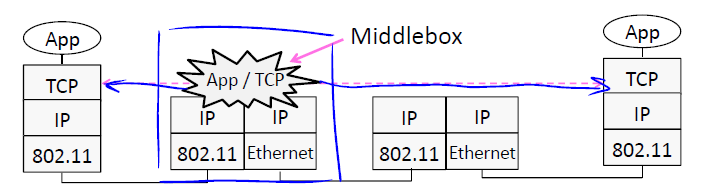 Middlebox
App
TCP
IP
802.11
App / TCP
IP IP
802.11 Ethernet
IP IP
802.11 Ethernet
App
TCP
IP
802.11